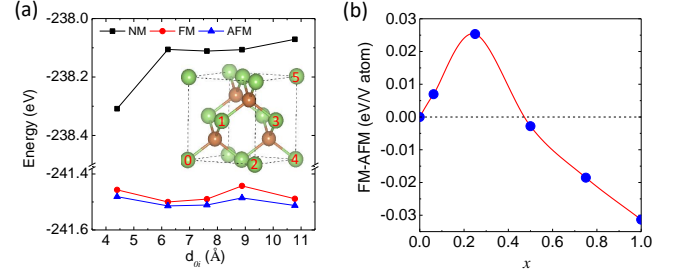 (a)
NM FM AFM
Energy (eV)
-238.0
-238.2
-238.4
-241.4
-241.6
4 5 6 7 8 9 10 11
d0i (Å)
0 1 2 3 4 5
(b)
FM-AFM (eV/V atom)
0.03
0.02
0.01
0.00
-0.01
-0.02
-0.03
0.0 0.2 0.4 0.6 0.8 1.0
x